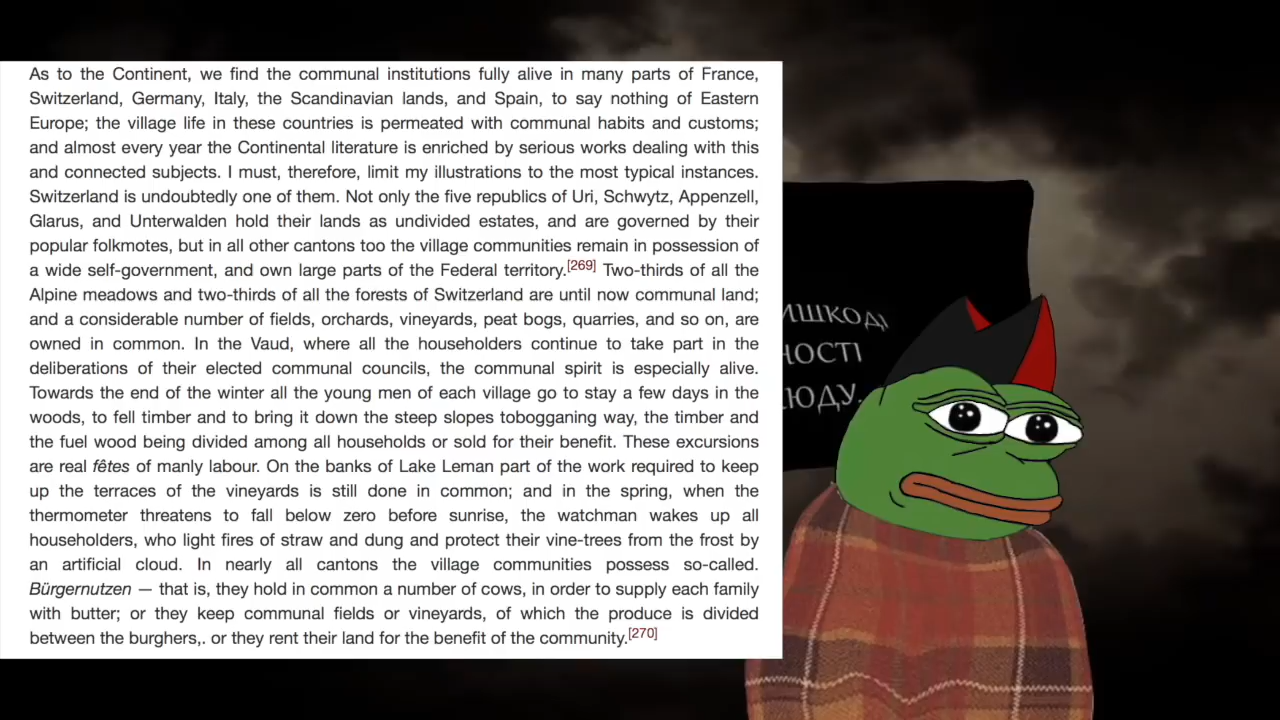 As to the Continent, we find the communal institutions fully alive in many parts of France,
Switzerland, Germany, Italy, the Scandinavian lands, and Spain, to say nothing of Eastern
Europe; the village life in these countries is permeated with communal habits and customs;
and almost every year the Continental literature is enriched by serious works dealing with this
and connected subjects. I must, therefore, limit my illustrations to the most typical instances.
Switzerland is undoubtedly one of them. Not only the five republics of Uri, Schwytz, Appenzell,
Glarus, and Unterwalden hold their lands as undivided estates, and are governed by their
popular folkmotes, but in all other cantons too the village communities remain in possession of
a wide self-government, and own large parts of the Federal territory.[269] Two-thirds of all the
Alpine meadows and two-thirds of all the forests of Switzerland are until now communal land;
and a considerable number of fields, orchards, vineyards, peat bogs, quarries, and so on, are
owned in common. In the Vaud, where all the householders continue to take part in the
deliberations of their elected communal councils, the communal spirit is especially alive.
Towards the end of the winter all the young men of each village go to stay a few days in the
woods, to fell timber and to bring it down the steep slopes tobogganing way, the timber and
the fuel wood being divided among all households or sold for their benefit. These excursions
are real fêtes of manly labour. On the banks of Lake Leman part of the work required to keep
up the terraces of the vineyards is still done in common; and in the spring, when the
thermometer threatens to fall below zero before sunrise, the watchman wakes up all
householders, who light fires of straw and dung and protect their vine-trees from the frost by
an artificial cloud. In nearly all cantons the village communities possess so-called.
Bürgernutzen — that is, they hold in common a number of cows, in order to supply each family
with butter; or they keep communal fields or vineyards, of which the produce is divided
between the burghers,. or they rent their land for the benefit of the community.[270]